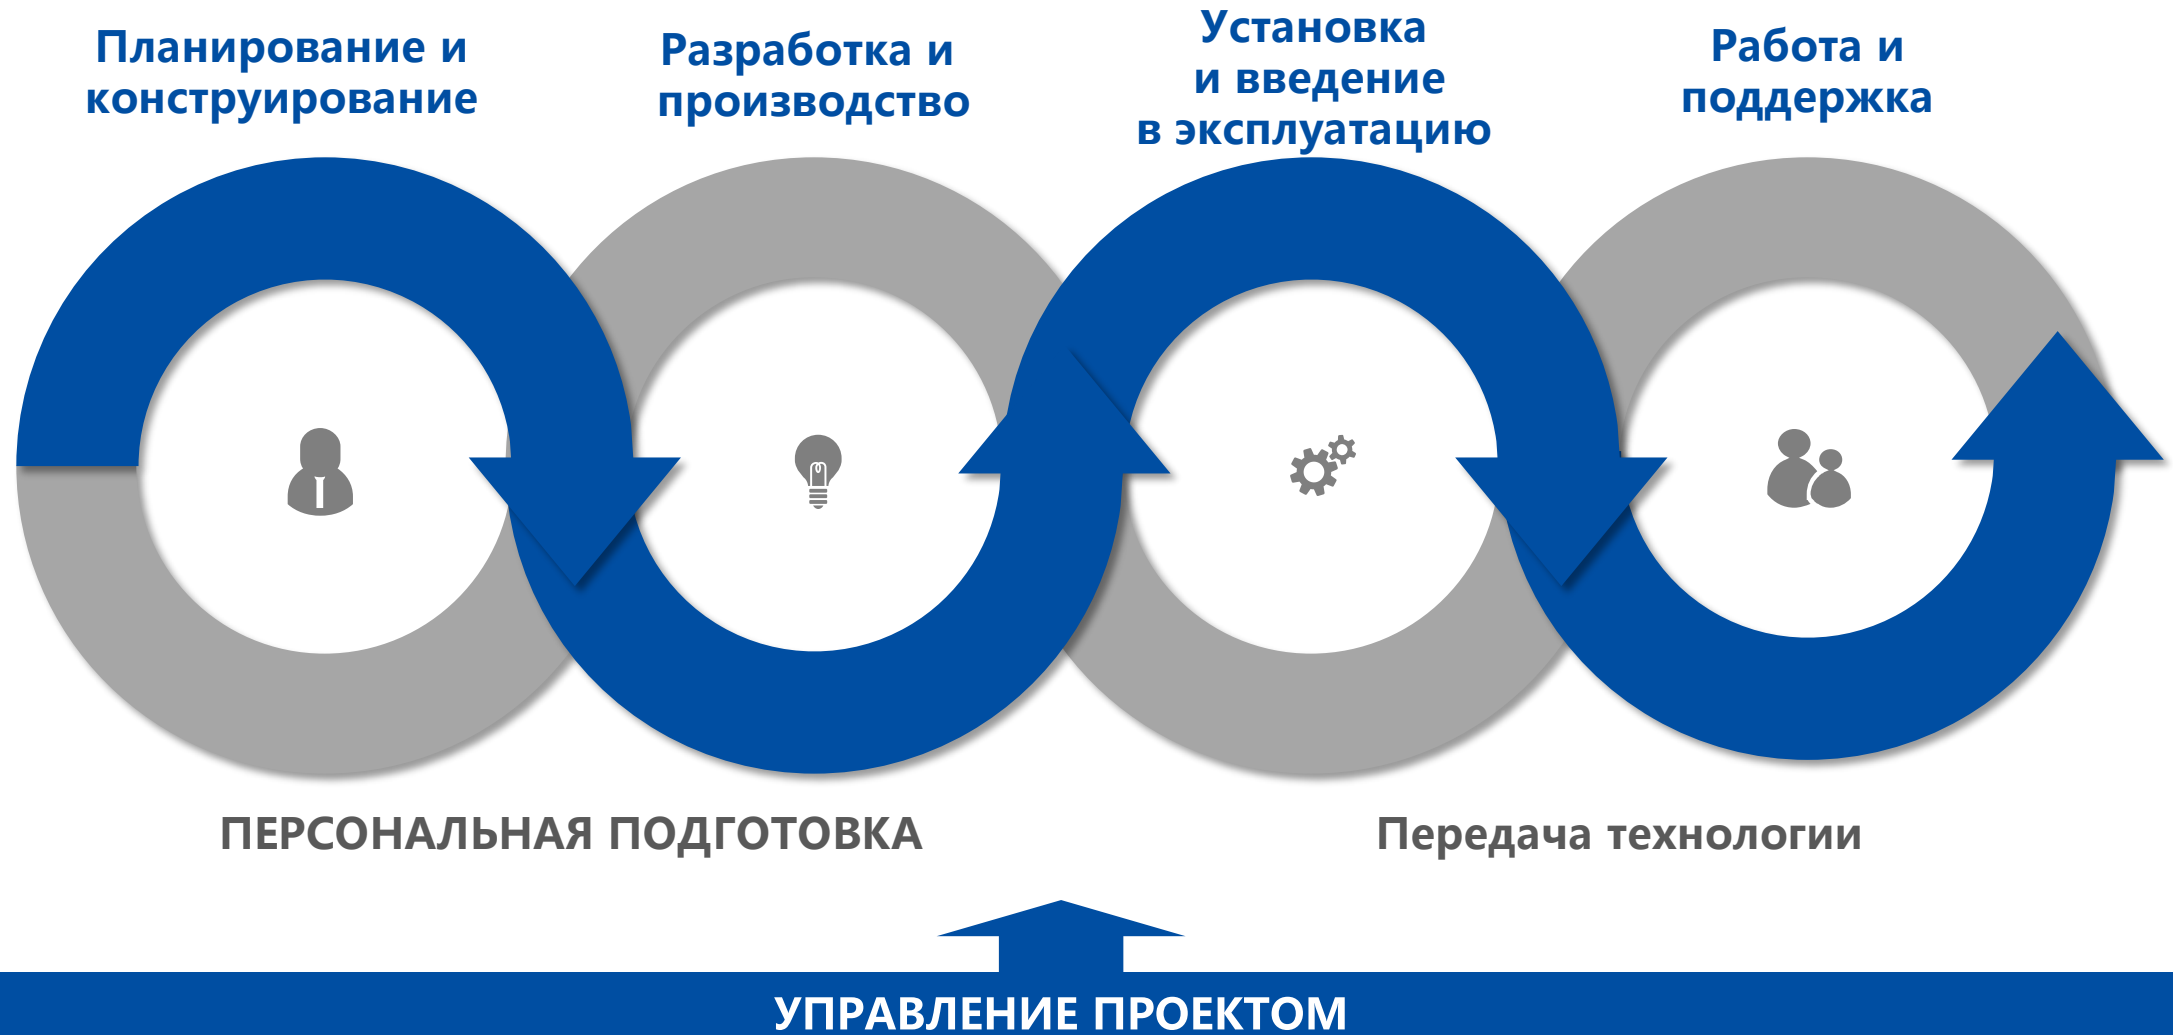 Планирование и
конструирование
Разработка и
производство
Установка
и введение
в эксплуатацию
Работа и
поддержка
ПЕРСОНАЛЬНАЯ ПОДГОТОВКА
Передача технологии
УПРАВЛЕНИЕ ПРОЕКТОМ